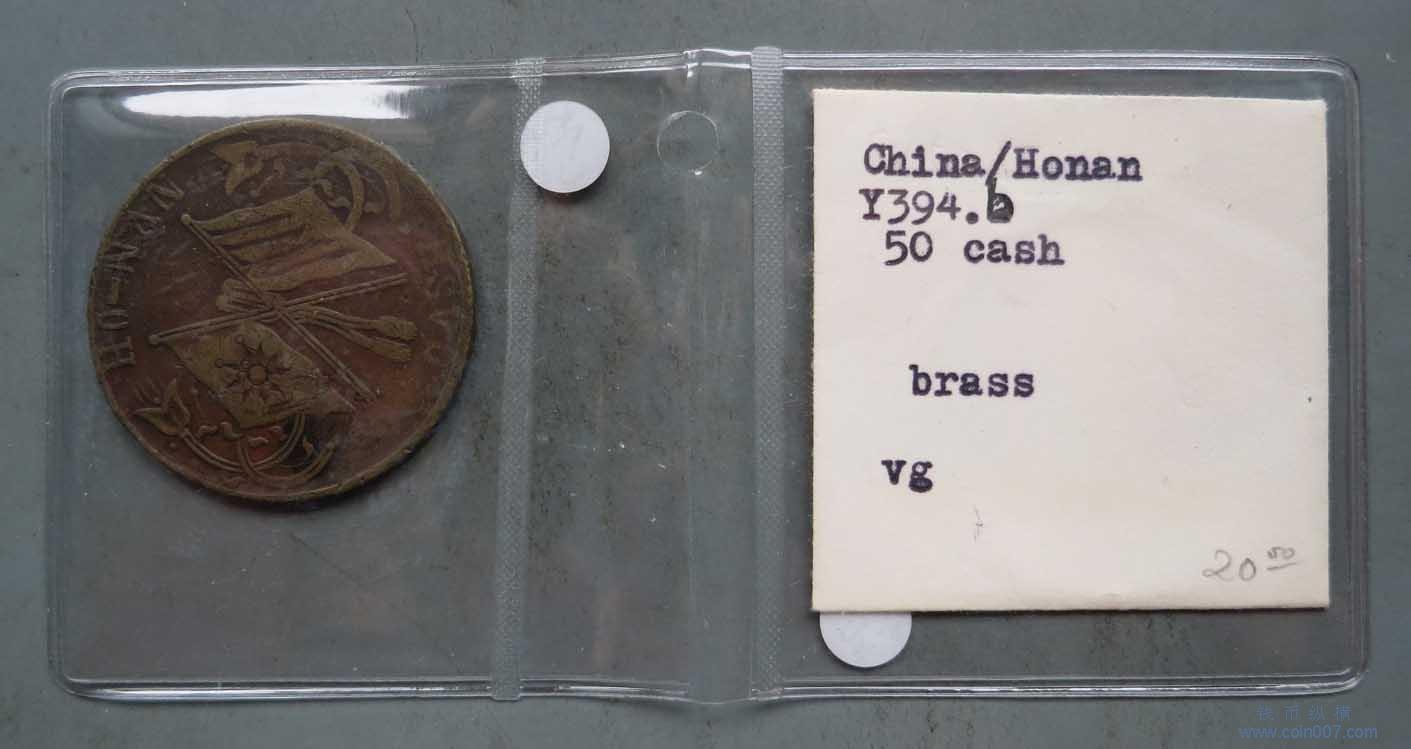 HO-NAN
China/Honan
Y394.b
50 cash
brass
vg
20 50
钱币纵横
www.coin007.com